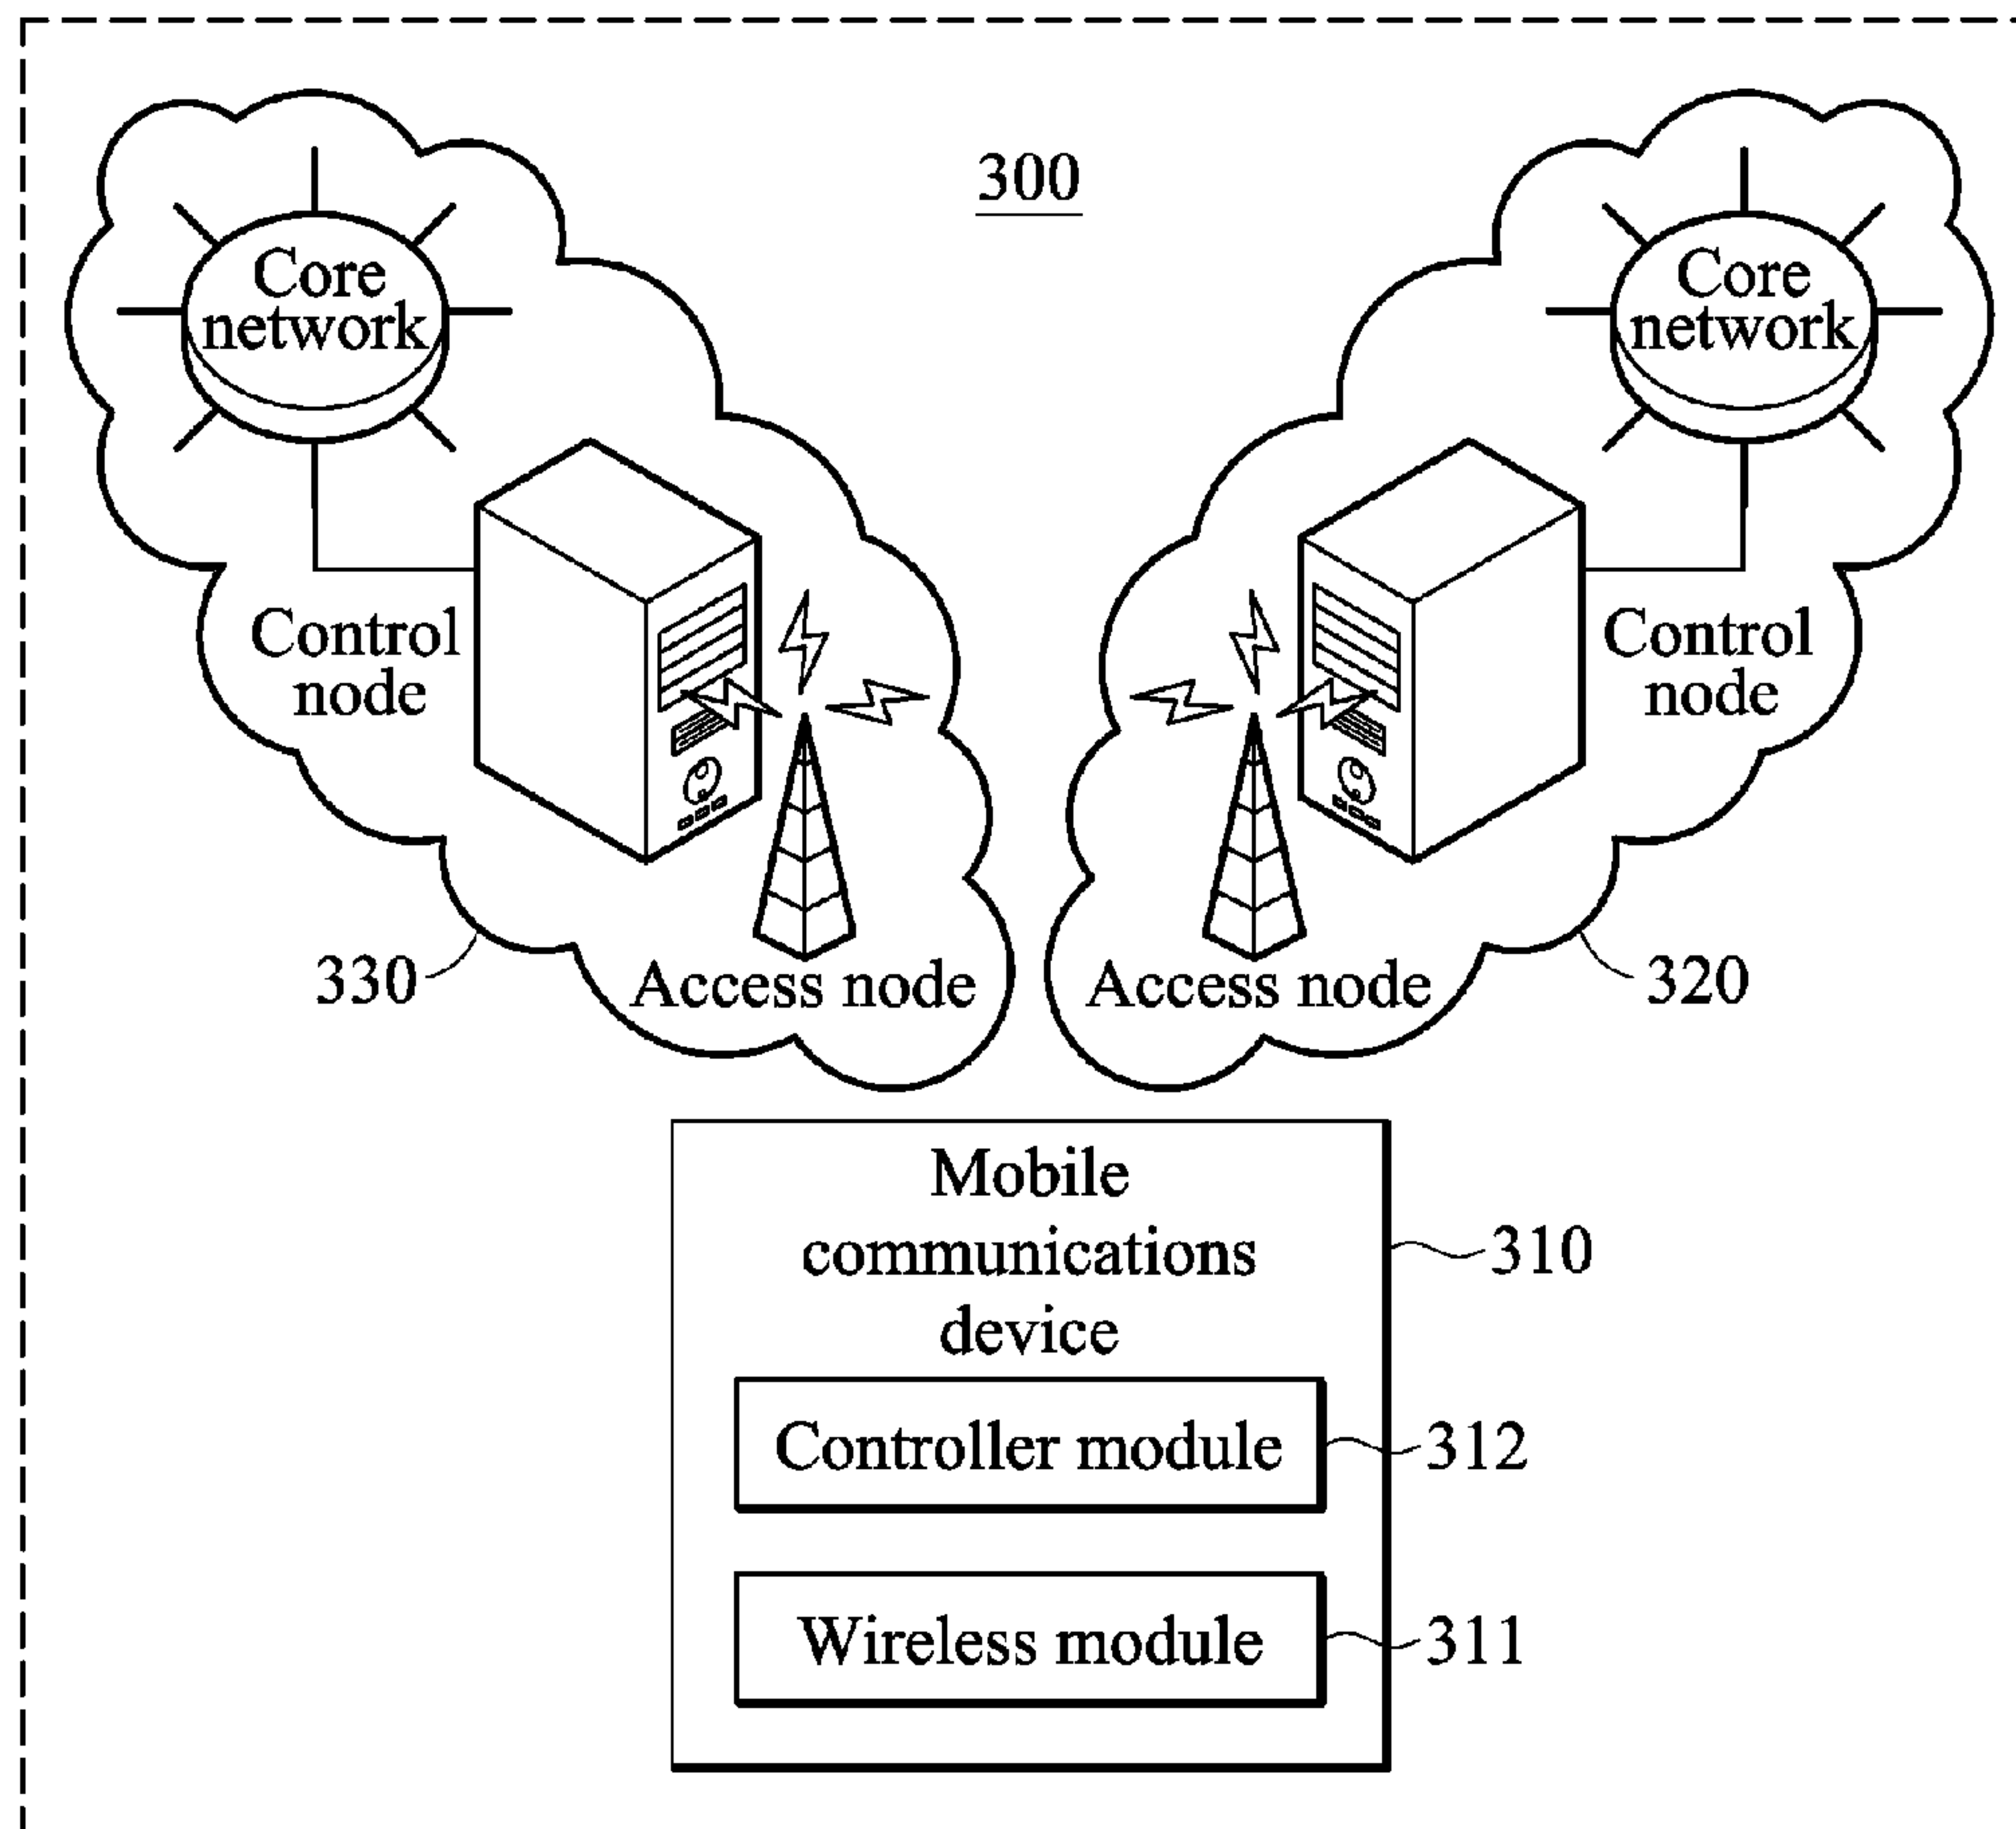 300
Core
network
Core
network
Control
node
Control
node
330
Access node
Access node
320
Mobile
communications
device
310
Controller module
312
Wireless module
311